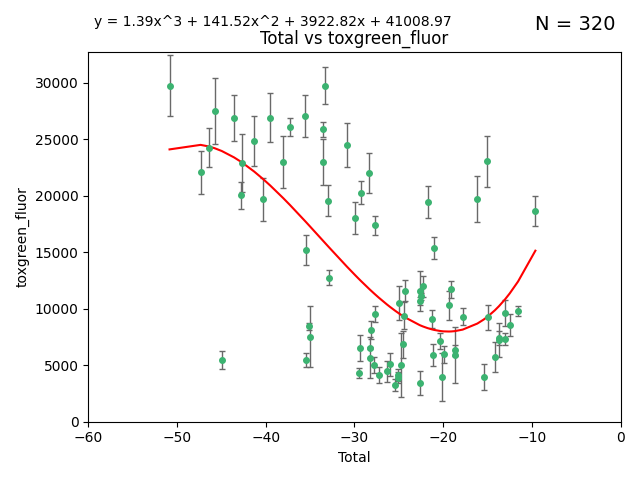 y = 1.39x^3 + 141.52x^2 + 3922.82x + 41008.97
N = 320
Total vs toxgreen_fluor
30000
25000
20000
15000
10000
5000
0
toxgreen_fluor
−60
−50
−40
−30
−20
−10
0
Total